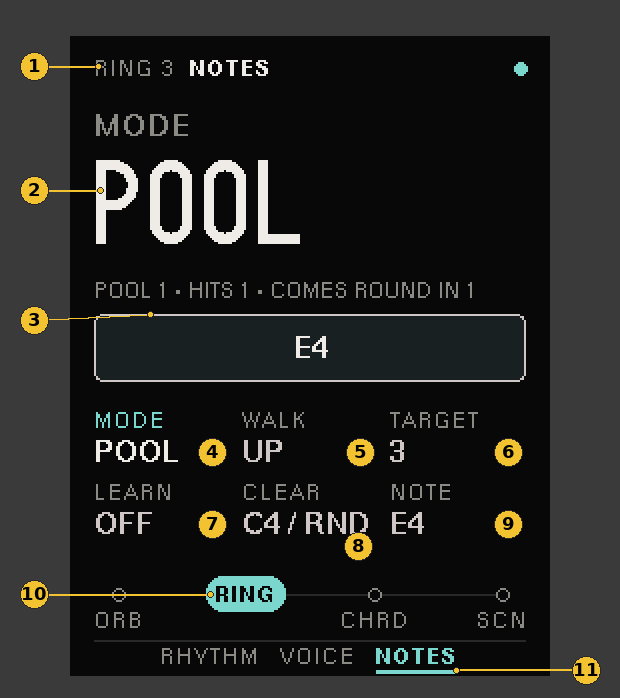 1 RING 3 NOTES
MODE
2 POOL
POOL 1 · HITS 1 · COMES ROUND IN 1
3
E4
MODE WALK TARGET
POOL 4 UP 5 3 6
LEARN CLEAR NOTE
OFF 7 C4 / RND 8 E4 9
10 RING
ORB CHRD SCN
RHYTHM VOICE NOTES
11